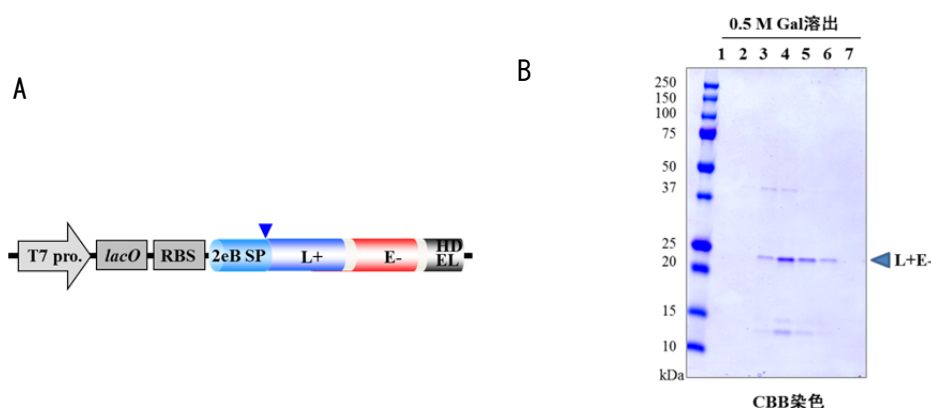 A
T7 pro.
lacO
RBS
2eB SP
L+
E-
HD
EL
B
0.5 M Gal溶出
1 2 3 4 5 6 7
250
150
100
75
50
37
25
20
15
10
kDa
L+E-
CBB染色